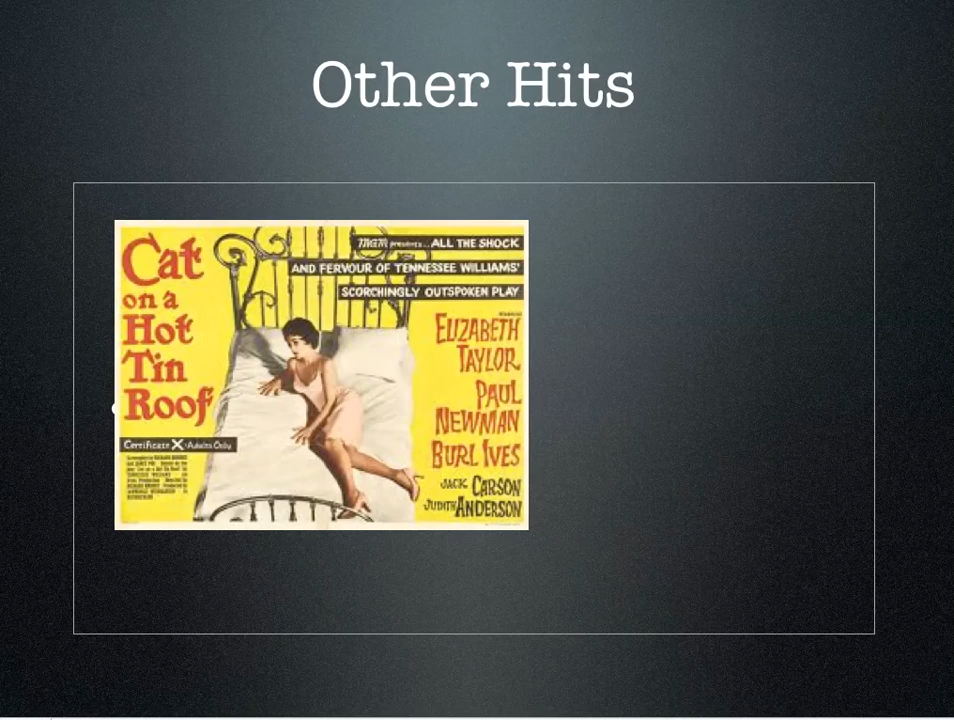 Other Hits
Cat
on a
Hot
Tin
Roof
Certificate X Adults Only
MGM presents... ALL THE SHOCK
AND FERVOUR OF TENNESSEE WILLIAMS'
SCORCHINGLY OUTSPOKEN PLAY
ELIZABETH
TAYLOR
PAUL
NEWMAN
BURL IVES
JACK CARSON
JUDITH ANDERSON